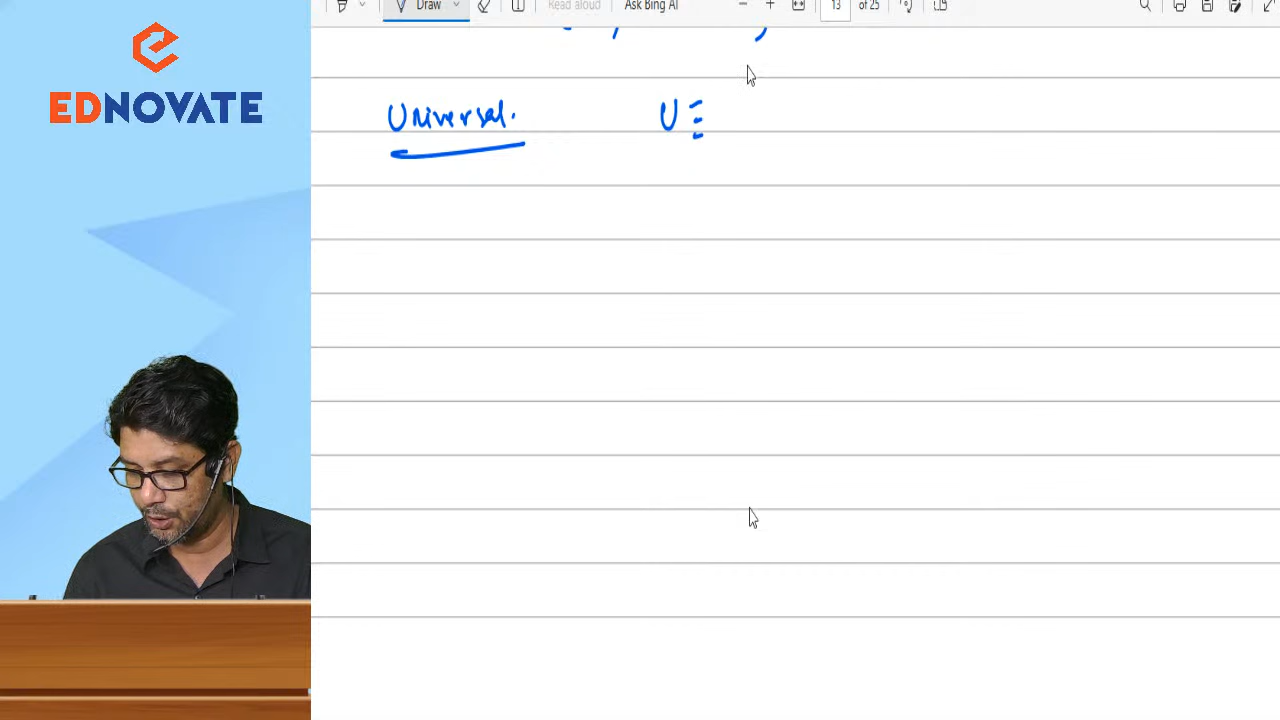 Draw
Read aloud
Ask Bing AI
13 of 25
EDNOVATE
Universal. U ≡